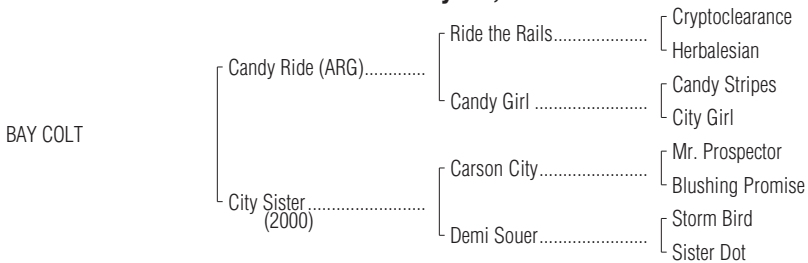 Cryptoclearance
Ride the Rails.....................
Herbalesian
Candy Ride (ARG).............
Candy Stripes
Candy Girl .........................
City Girl
BAY COLT
Mr. Prospector
Carson City........................
Blushing Promise
City Sister..........................
(2000)
Storm Bird
Demi Souer........................
Sister Dot